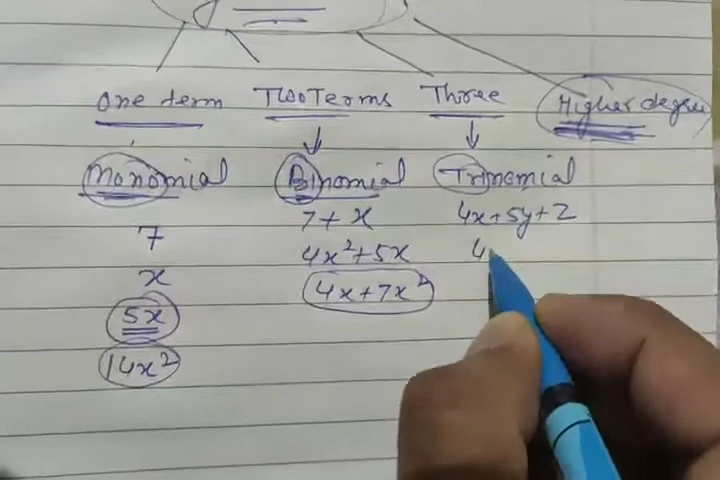 One term Two Terms Three Higher degree
Monomial Binomial Trinomial
7 7 + x 4x + 5y + 2
x 4x² + 5x 4
5x 4x + 7x²
14x²